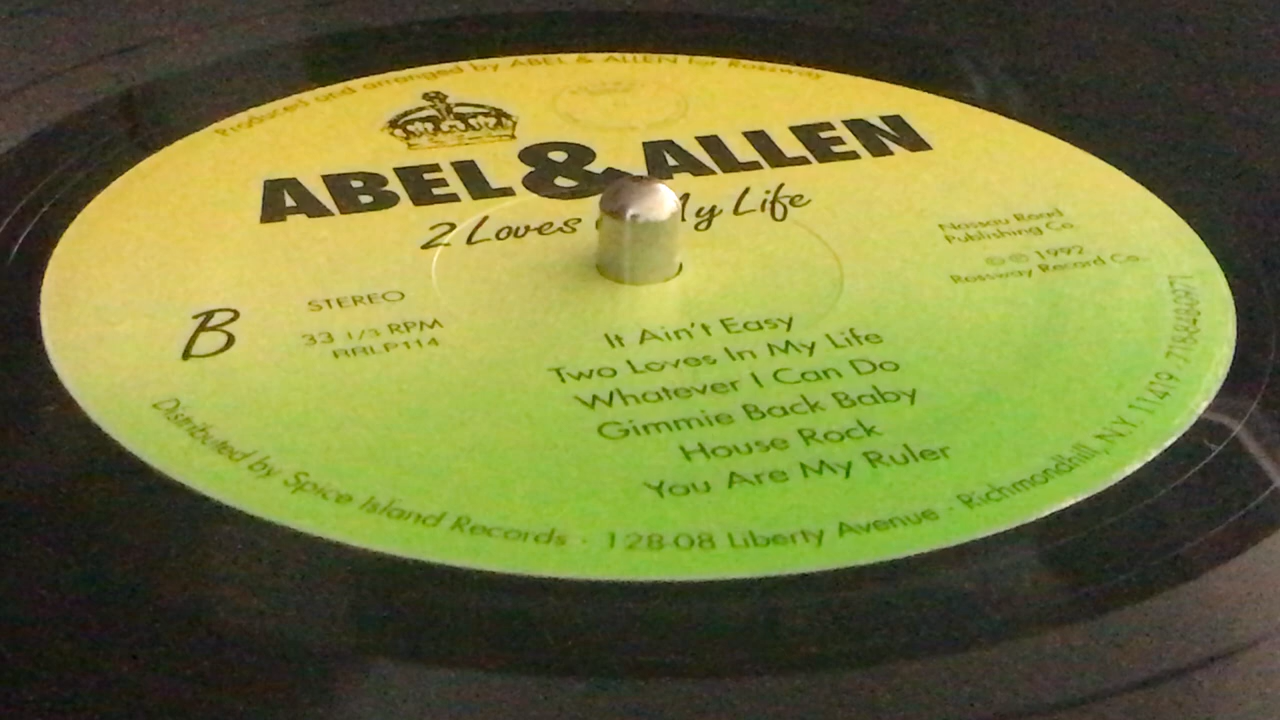 Produced and arranged by ABEL & ALLEN for Rossway
ABEL & ALLEN
2 Loves My Life
Nassau Road
Publishing Co.
℗© 1992
Rossway Record Co.
B
STEREO
33 1/3 RPM
RRLP114
It Ain't Easy
Two Loves In My Life
Whatever I Can Do
Gimmie Back Baby
House Rock
You Are My Ruler
Distributed by Spice Island Records · 128-08 Liberty Avenue · Richmondhill, N.Y. 11419 7188480971